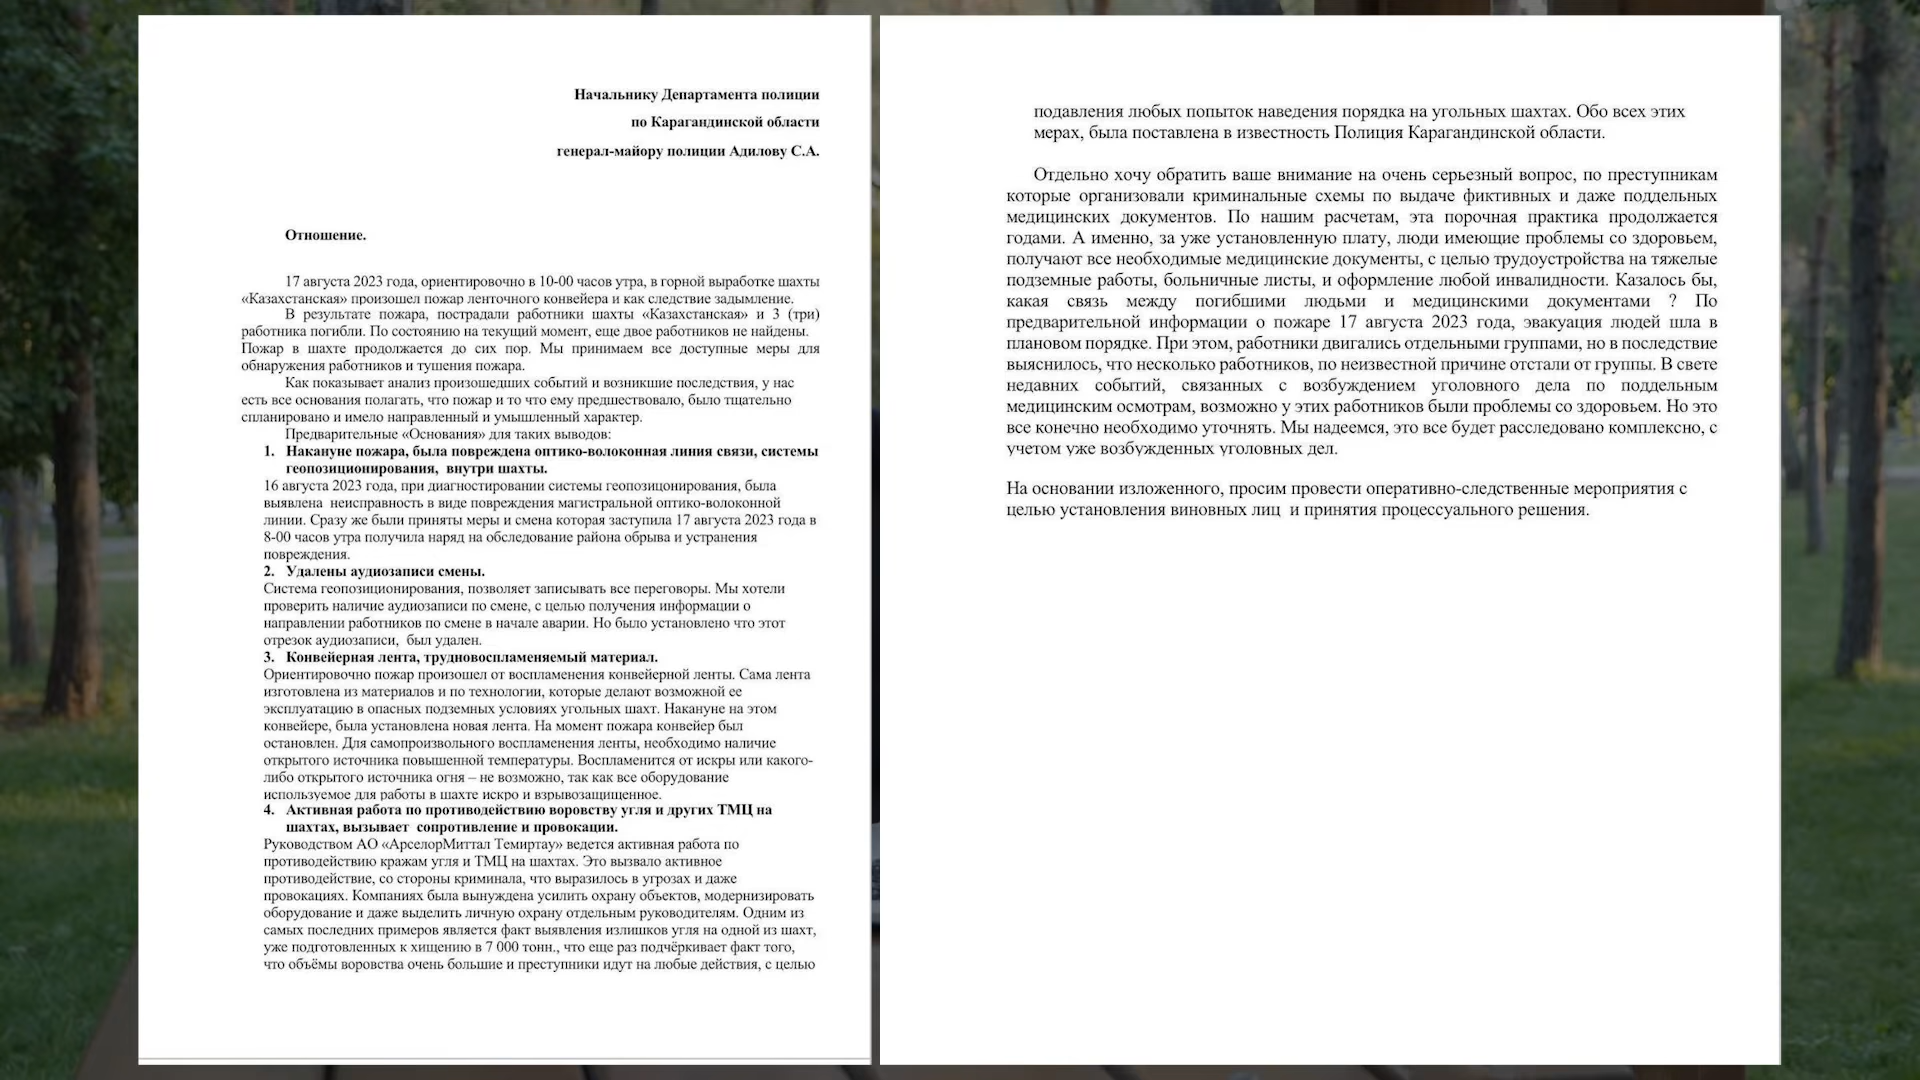 Начальнику Департамента полиции
по Карагандинской области
генерал-майору полиции Адилову С.А.
Отношение.
17 августа 2023 года, ориентировочно в 10-00 часов утра, в горной выработке шахты
«Казахстанская» произошел пожар ленточного конвейера и как следствие задымление.
В результате пожара, пострадали работники шахты «Казахстанская» и 3 (три)
работника погибли. По состоянию на текущий момент, еще двое работников не найдены.
Пожар в шахте продолжается до сих пор. Мы принимаем все доступные меры для
обнаружения работников и тушения пожара.
Как показывает анализ произошедших событий и возникшие последствия, у нас
есть все основания полагать, что пожар и то что ему предшествовало, было тщательно
спланировано и имело направленный и умышленный характер.
Предварительные «Основания» для таких выводов:
1. Накануне пожара, была повреждена оптико-волоконная линия связи, системы
геопозиционирования, внутри шахты.
16 августа 2023 года, при диагностировании системы геопозицонирования, была
выявлена неисправность в виде повреждения магистральной оптико-волоконной
линии. Сразу же были приняты меры и смена которая заступила 17 августа 2023 года в
8-00 часов утра получила наряд на обследование района обрыва и устранения
повреждения.
2. Удалены аудиозаписи смены.
Система геопозиционирования, позволяет записывать все переговоры. Мы хотели
проверить наличие аудиозаписи по смене, с целью получения информации о
направлении работников по смене в начале аварии. Но было установлено что этот
отрезок аудиозаписи, был удален.
3. Конвейерная лента, трудновоспламеняемый материал.
Ориентировочно пожар произошел от воспламенения конвейерной ленты. Сама лента
изготовлена из материалов и по технологии, которые делают возможной ее
эксплуатацию в опасных подземных условиях угольных шахт. Накануне на этом
конвейере, была установлена новая лента. На момент пожара конвейер был
остановлен. Для самопроизвольного воспламенения ленты, необходимо наличие
открытого источника повышенной температуры. Воспламенится от искры или какого-
либо открытого источника огня – не возможно, так как все оборудование
используемое для работы в шахте искро и взрывозащищенное.
4. Активная работа по противодействию воровству угля и других ТМЦ на
шахтах, вызывает сопротивление и провокации.
Руководством АО «АрселорМиттал Темиртау» ведется активная работа по
противодействию кражам угля и ТМЦ на шахтах. Это вызвало активное
противодействие, со стороны криминала, что выразилось в угрозах и даже
провокациях. Компаниях была вынуждена усилить охрану объектов, модернизировать
оборудование и даже выделить личную охрану отдельным руководителям. Одним из
самых последних примеров является факт выявления излишков угля на одной из шахт,
уже подготовленных к хищению в 7 000 тонн., что еще раз подчёркивает факт того,
что объёмы воровства очень большие и преступники идут на любые действия, с целью
подавления любых попыток наведения порядка на угольных шахтах. Обо всех этих
мерах, была поставлена в известность Полиция Карагандинской области.
Отдельно хочу обратить ваше внимание на очень серьезный вопрос, по преступникам
которые организовали криминальные схемы по выдаче фиктивных и даже поддельных
медицинских документов. По нашим расчетам, эта порочная практика продолжается
годами. А именно, за уже установленную плату, люди имеющие проблемы со здоровьем,
получают все необходимые медицинские документы, с целью трудоустройства на тяжелые
подземные работы, больничные листы, и оформление любой инвалидности. Казалось бы,
какая связь между погибшими людьми и медицинскими документами ? По
предварительной информации о пожаре 17 августа 2023 года, эвакуация людей шла в
плановом порядке. При этом, работники двигались отдельными группами, но в последствие
выяснилось, что несколько работников, по неизвестной причине отстали от группы. В свете
недавних событий, связанных с возбуждением уголовного дела по поддельным
медицинским осмотрам, возможно у этих работников были проблемы со здоровьем. Но это
все конечно необходимо уточнять. Мы надеемся, это все будет расследовано комплексно, с
учетом уже возбужденных уголовных дел.
На основании изложенного, просим провести оперативно-следственные мероприятия с
целью установления виновных лиц и принятия процессуального решения.